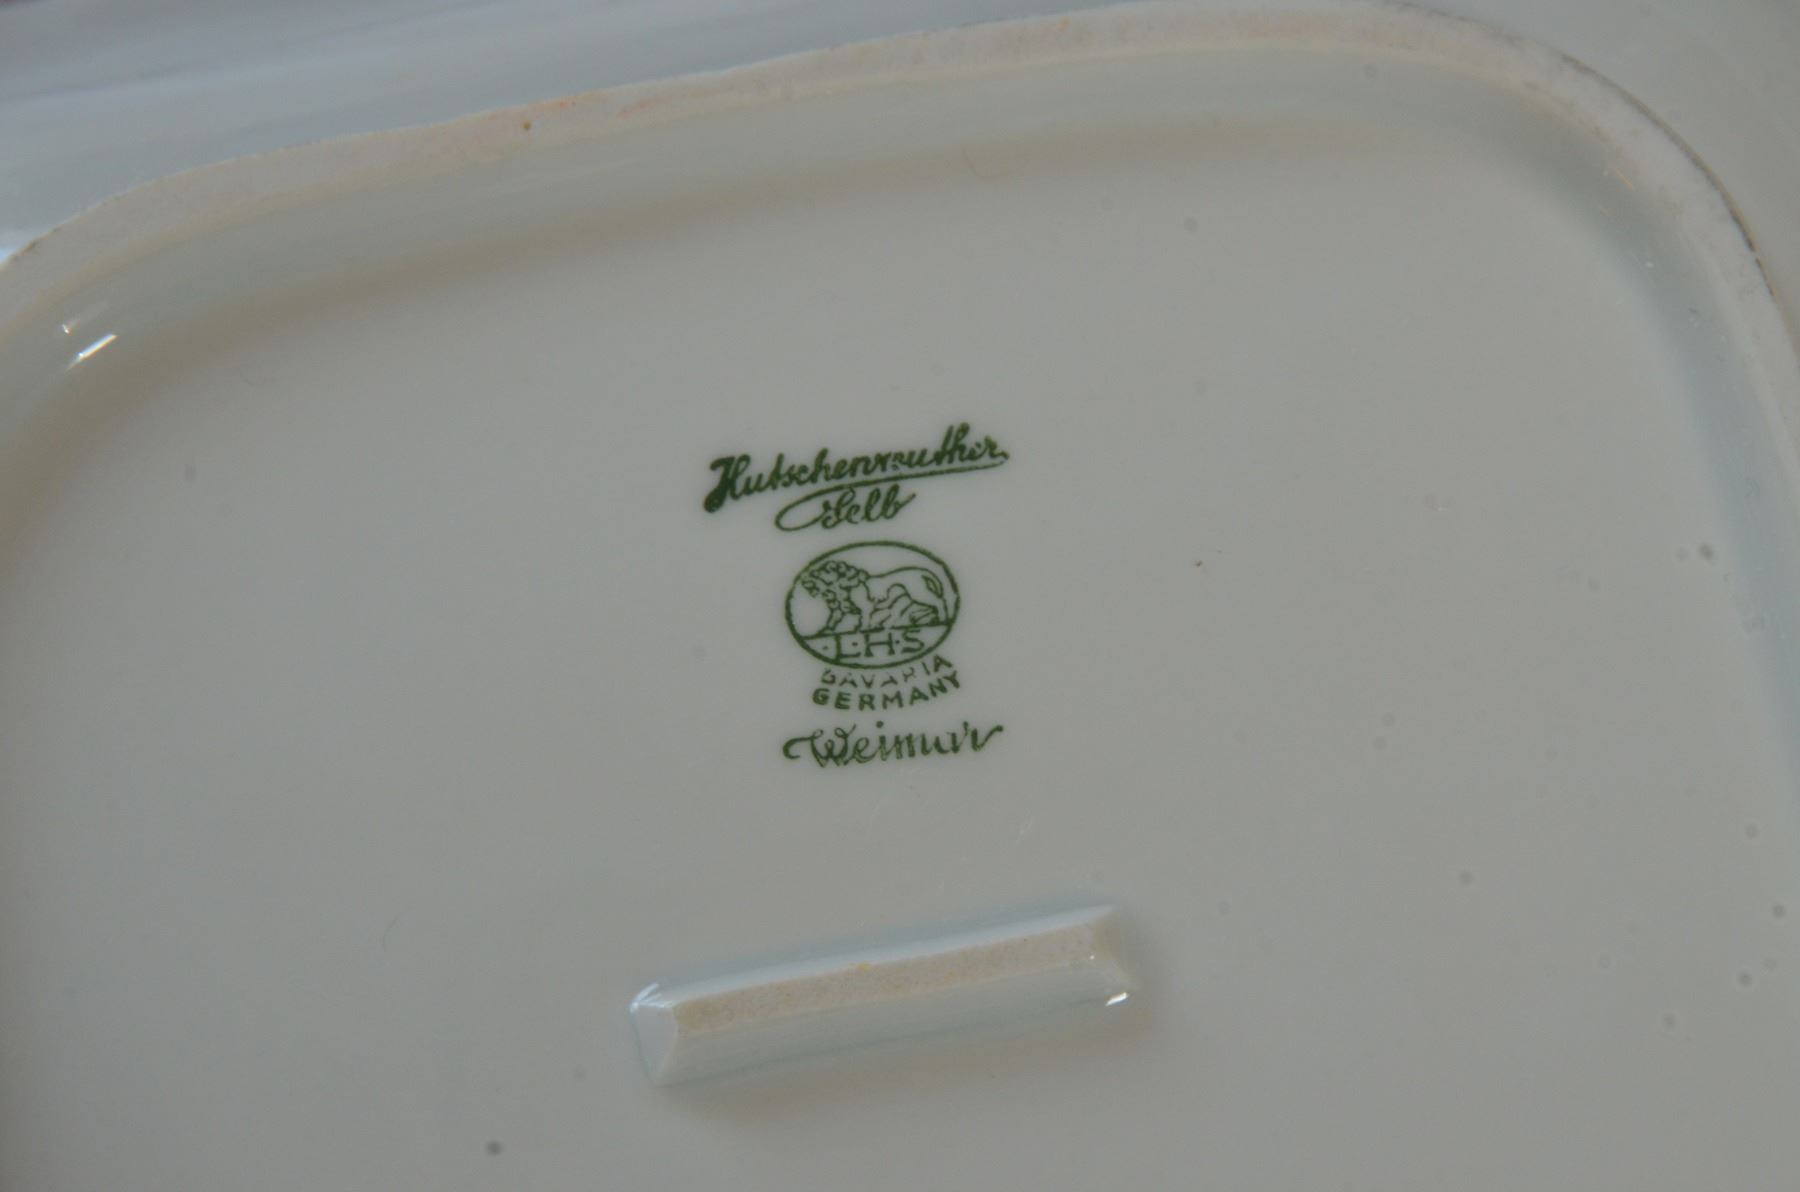 Hutschenreuther
Selb
L·H·S
BAVARIA
GERMANY
Weimar